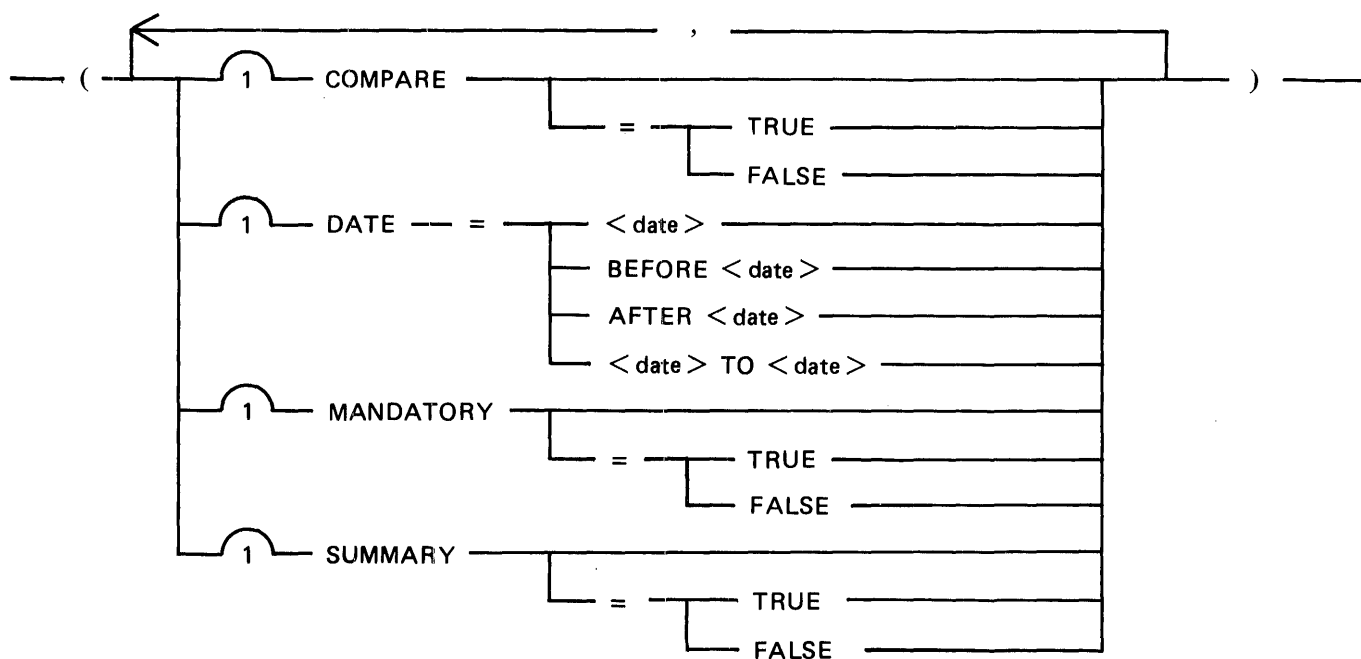 ,
( 1 COMPARE )
= TRUE
FALSE
1 DATE = <date>
BEFORE <date>
AFTER <date>
<date> TO <date>
1 MANDATORY
= TRUE
FALSE
1 SUMMARY
= TRUE
FALSE